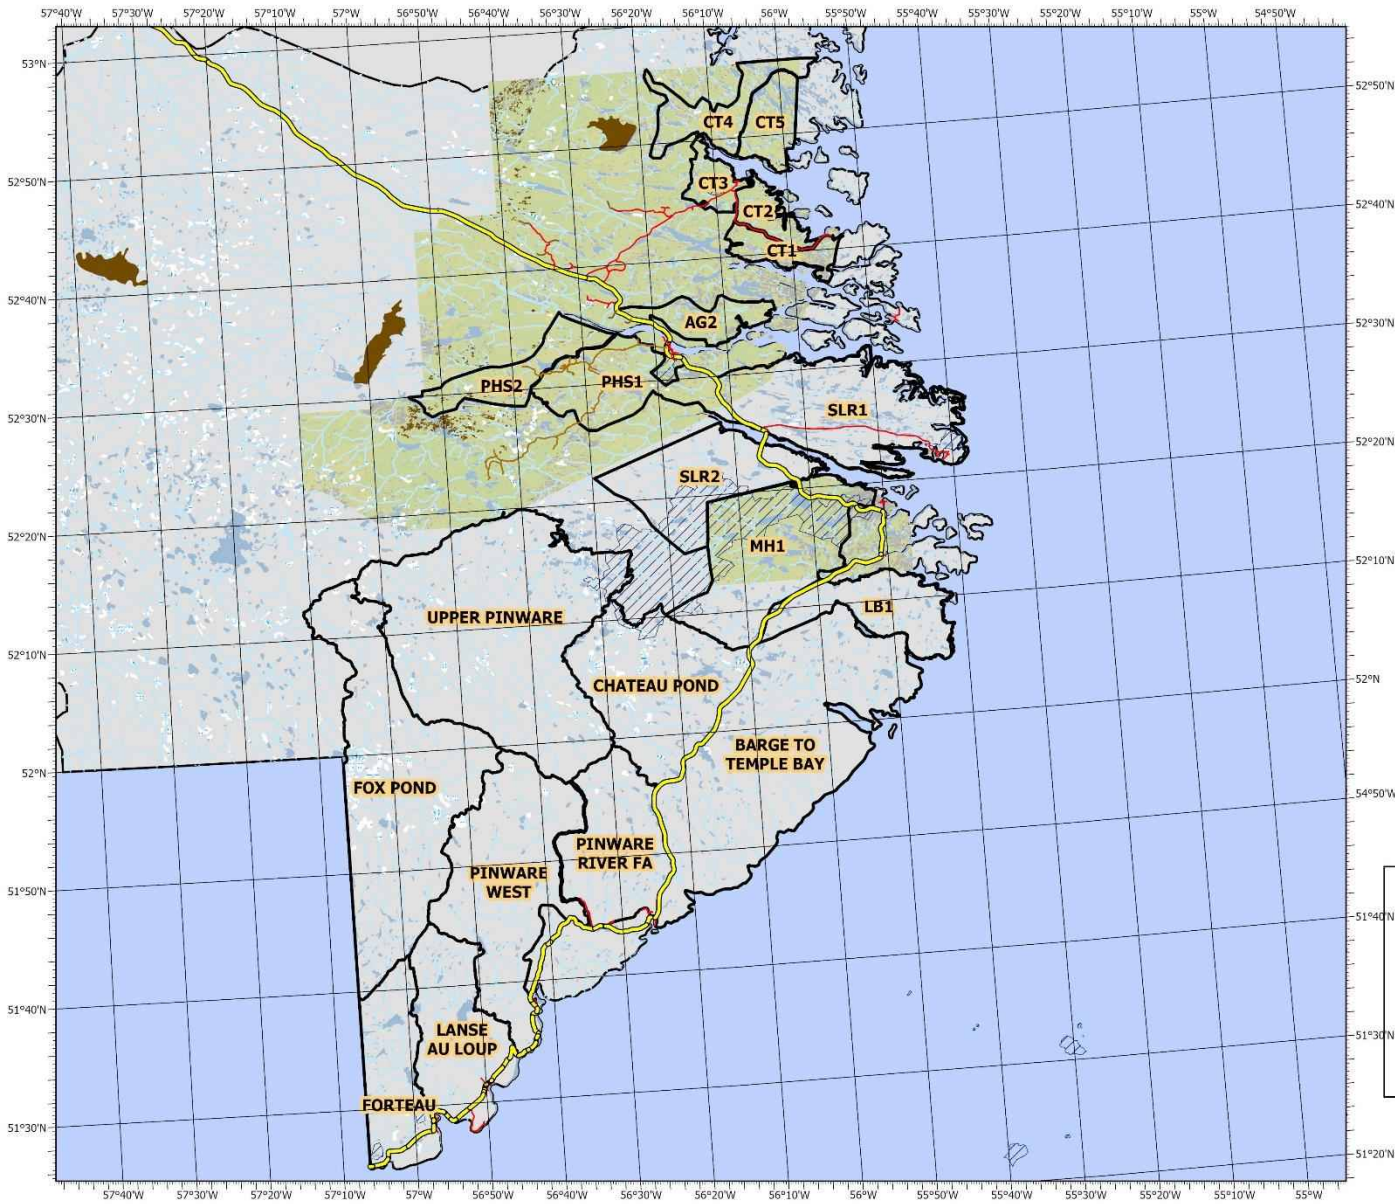 57°40'W 57°30'W 57°20'W 57°10'W 57°W 56°50'W 56°40'W 56°30'W 56°20'W 56°10'W 56°W 55°50'W 55°40'W 55°30'W 55°20'W 55°10'W 55°W 54°50'W
53°N
52°50'N
52°50'N
52°40'N
52°40'N
52°30'N
52°30'N
52°20'N
52°20'N
52°10'N
52°10'N
52°N
52°N
54°50'W
51°50'N
51°40'N
51°40'N
51°30'N
51°30'N
51°20'N
CT4
CT5
CT3
CT2
CT1
AG2
PHS2
PHS1
SLR1
SLR2
MH1
LB1
UPPER PINWARE
CHATEAU POND
BARGE TO
TEMPLE BAY
FOX POND
PINWARE
RIVER FA
PINWARE
WEST
LANSE
AU LOUP
FORTEAU
57°40'W 57°30'W 57°20'W 57°10'W 57°W 56°50'W 56°40'W 56°30'W 56°20'W 56°10'W 56°W 55°50'W 55°40'W 55°30'W 55°20'W 55°10'W 55°W